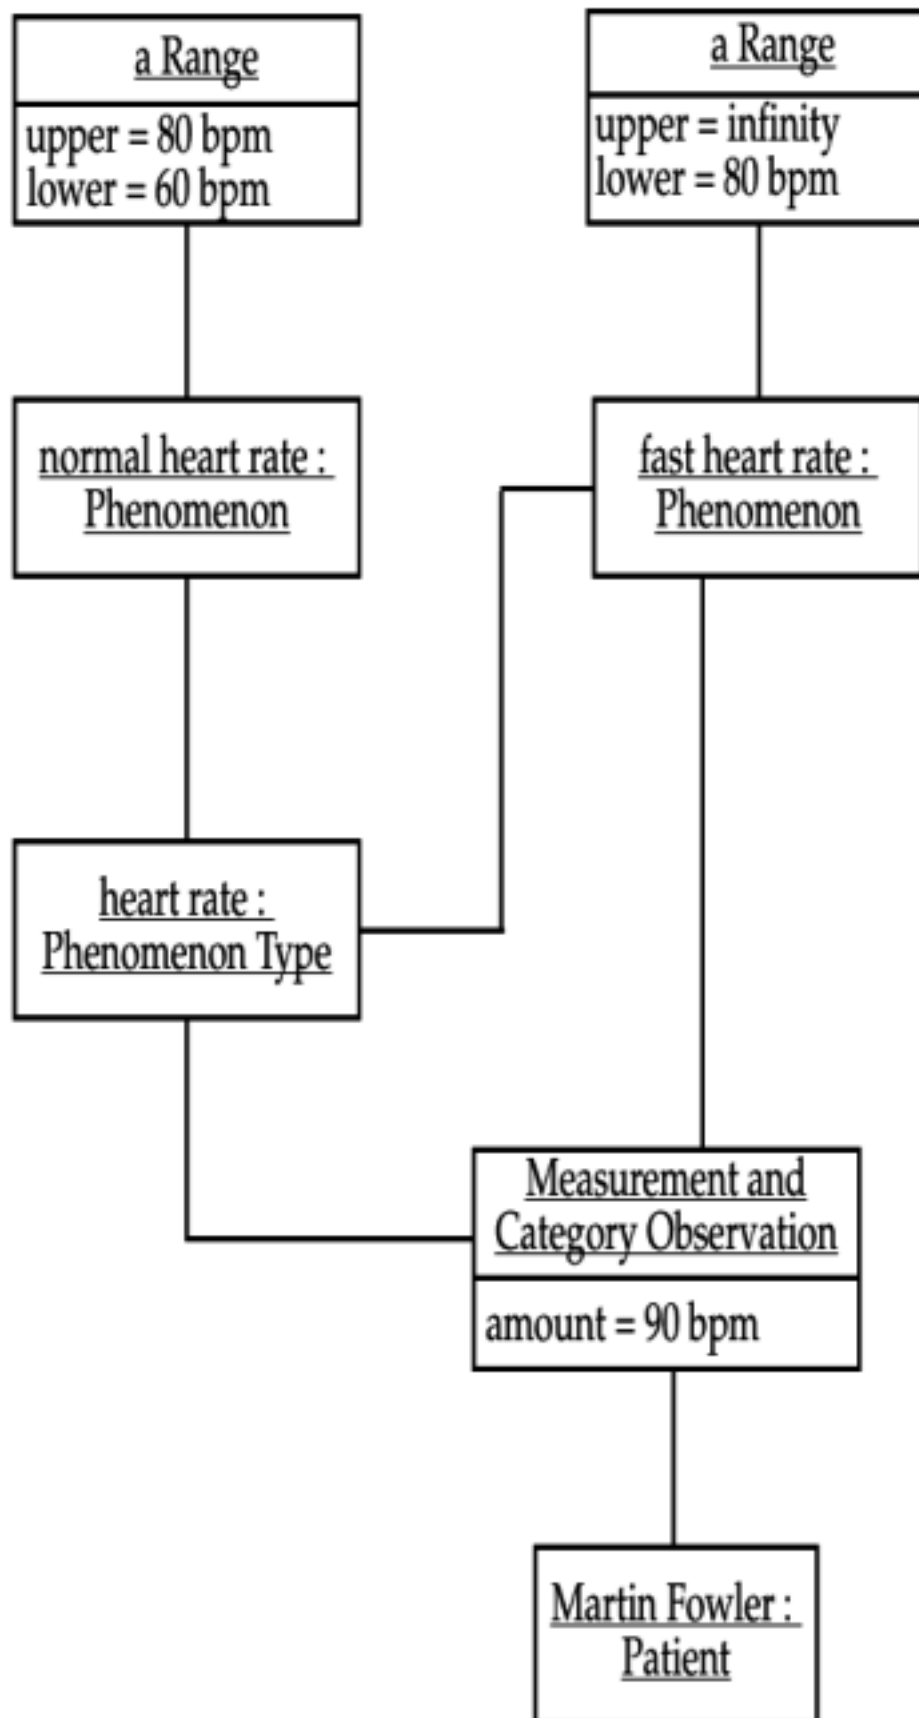 a Range
upper = 80 bpm
lower = 60 bpm
a Range
upper = infinity
lower = 80 bpm
normal heart rate :
Phenomenon
fast heart rate :
Phenomenon
heart rate :
Phenomenon Type
Measurement and
Category Observation
amount = 90 bpm
Martin Fowler :
Patient